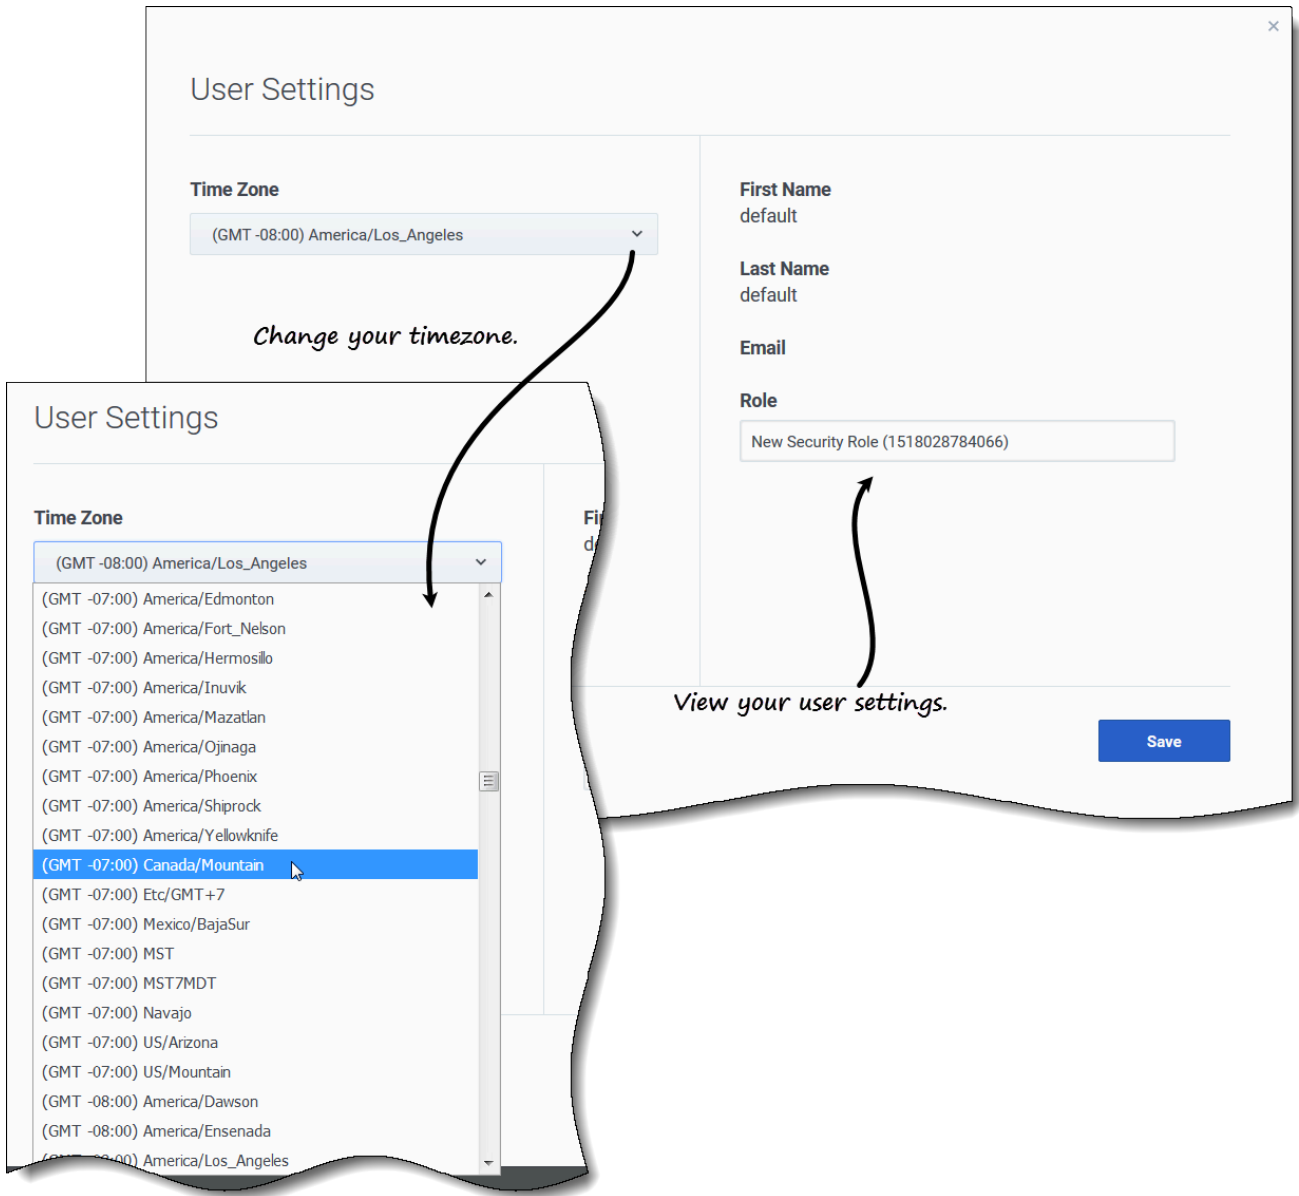 ×
User Settings
Time Zone
(GMT -08:00) America/Los_Angeles
Change your timezone.
First Name
default
Last Name
default
Email
Role
New Security Role (1518028784066)
View your user settings.
Save
User Settings
Time Zone
(GMT -08:00) America/Los_Angeles
(GMT -07:00) America/Edmonton
(GMT -07:00) America/Fort_Nelson
(GMT -07:00) America/Hermosillo
(GMT -07:00) America/Inuvik
(GMT -07:00) America/Mazatlan
(GMT -07:00) America/Ojinaga
(GMT -07:00) America/Phoenix
(GMT -07:00) America/Shiprock
(GMT -07:00) America/Yellowknife
(GMT -07:00) Canada/Mountain
(GMT -07:00) Etc/GMT+7
(GMT -07:00) Mexico/BajaSur
(GMT -07:00) MST
(GMT -07:00) MST7MDT
(GMT -07:00) Navajo
(GMT -07:00) US/Arizona
(GMT -07:00) US/Mountain
(GMT -08:00) America/Dawson
(GMT -08:00) America/Ensenada
America/Los_Angeles